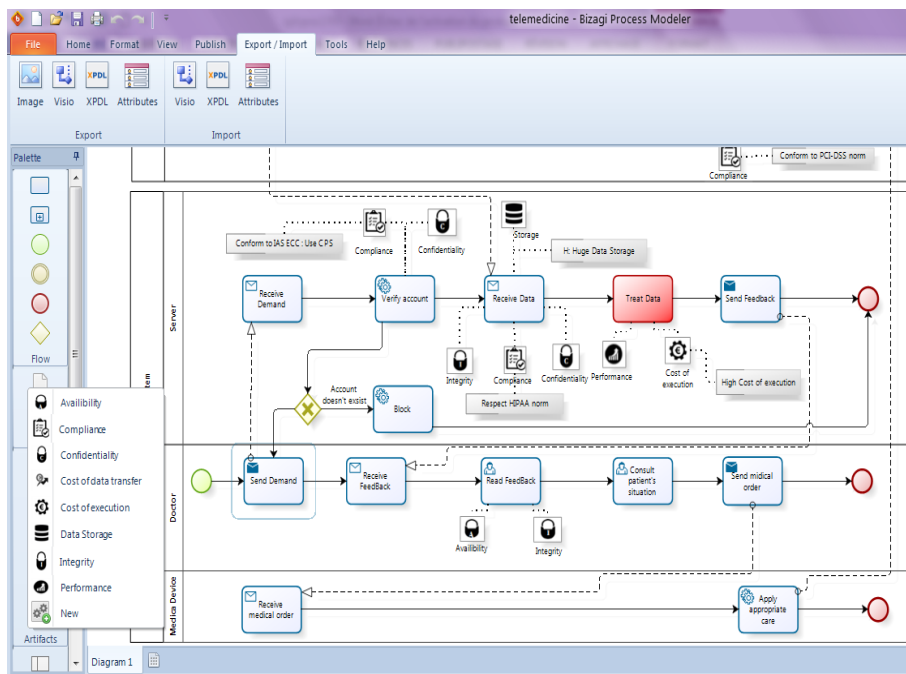 telemedicine - Bizagi Process Modeler
File Home Format View Publish Export / Import Tools Help
XPDL XPDL
Image Visio XPDL Attributes Visio XPDL Attributes
Export Import
Palette
Conform to PCI-DSS norm
Compliance
Storage
Conform to IAS ECC : Use CPS
Compliance
Confidentiality
H: Huge Data Storage
Server
Receive
Demand
Verify account
Receive Data
Treat Data
Send Feedback
Flow
Integrity
Compliance
Confidentiality
Performance
Cost of
execution
High Cost of execution
Respect HIPAA norm
tem
Account
doesn't exsist
Block
Availibility
Compliance
Confidentiality
Cost of data transfer
Cost of execution
Data Storage
Integrity
Performance
New
Artifacts
Doctor
Send Demand
Receive
FeedBack
Read FeedBack
Consult
patient's
situation
Send midical
order
Availibility
Integrity
Medica Device
Receive
medical order
Apply
appropriate
care
Diagram 1